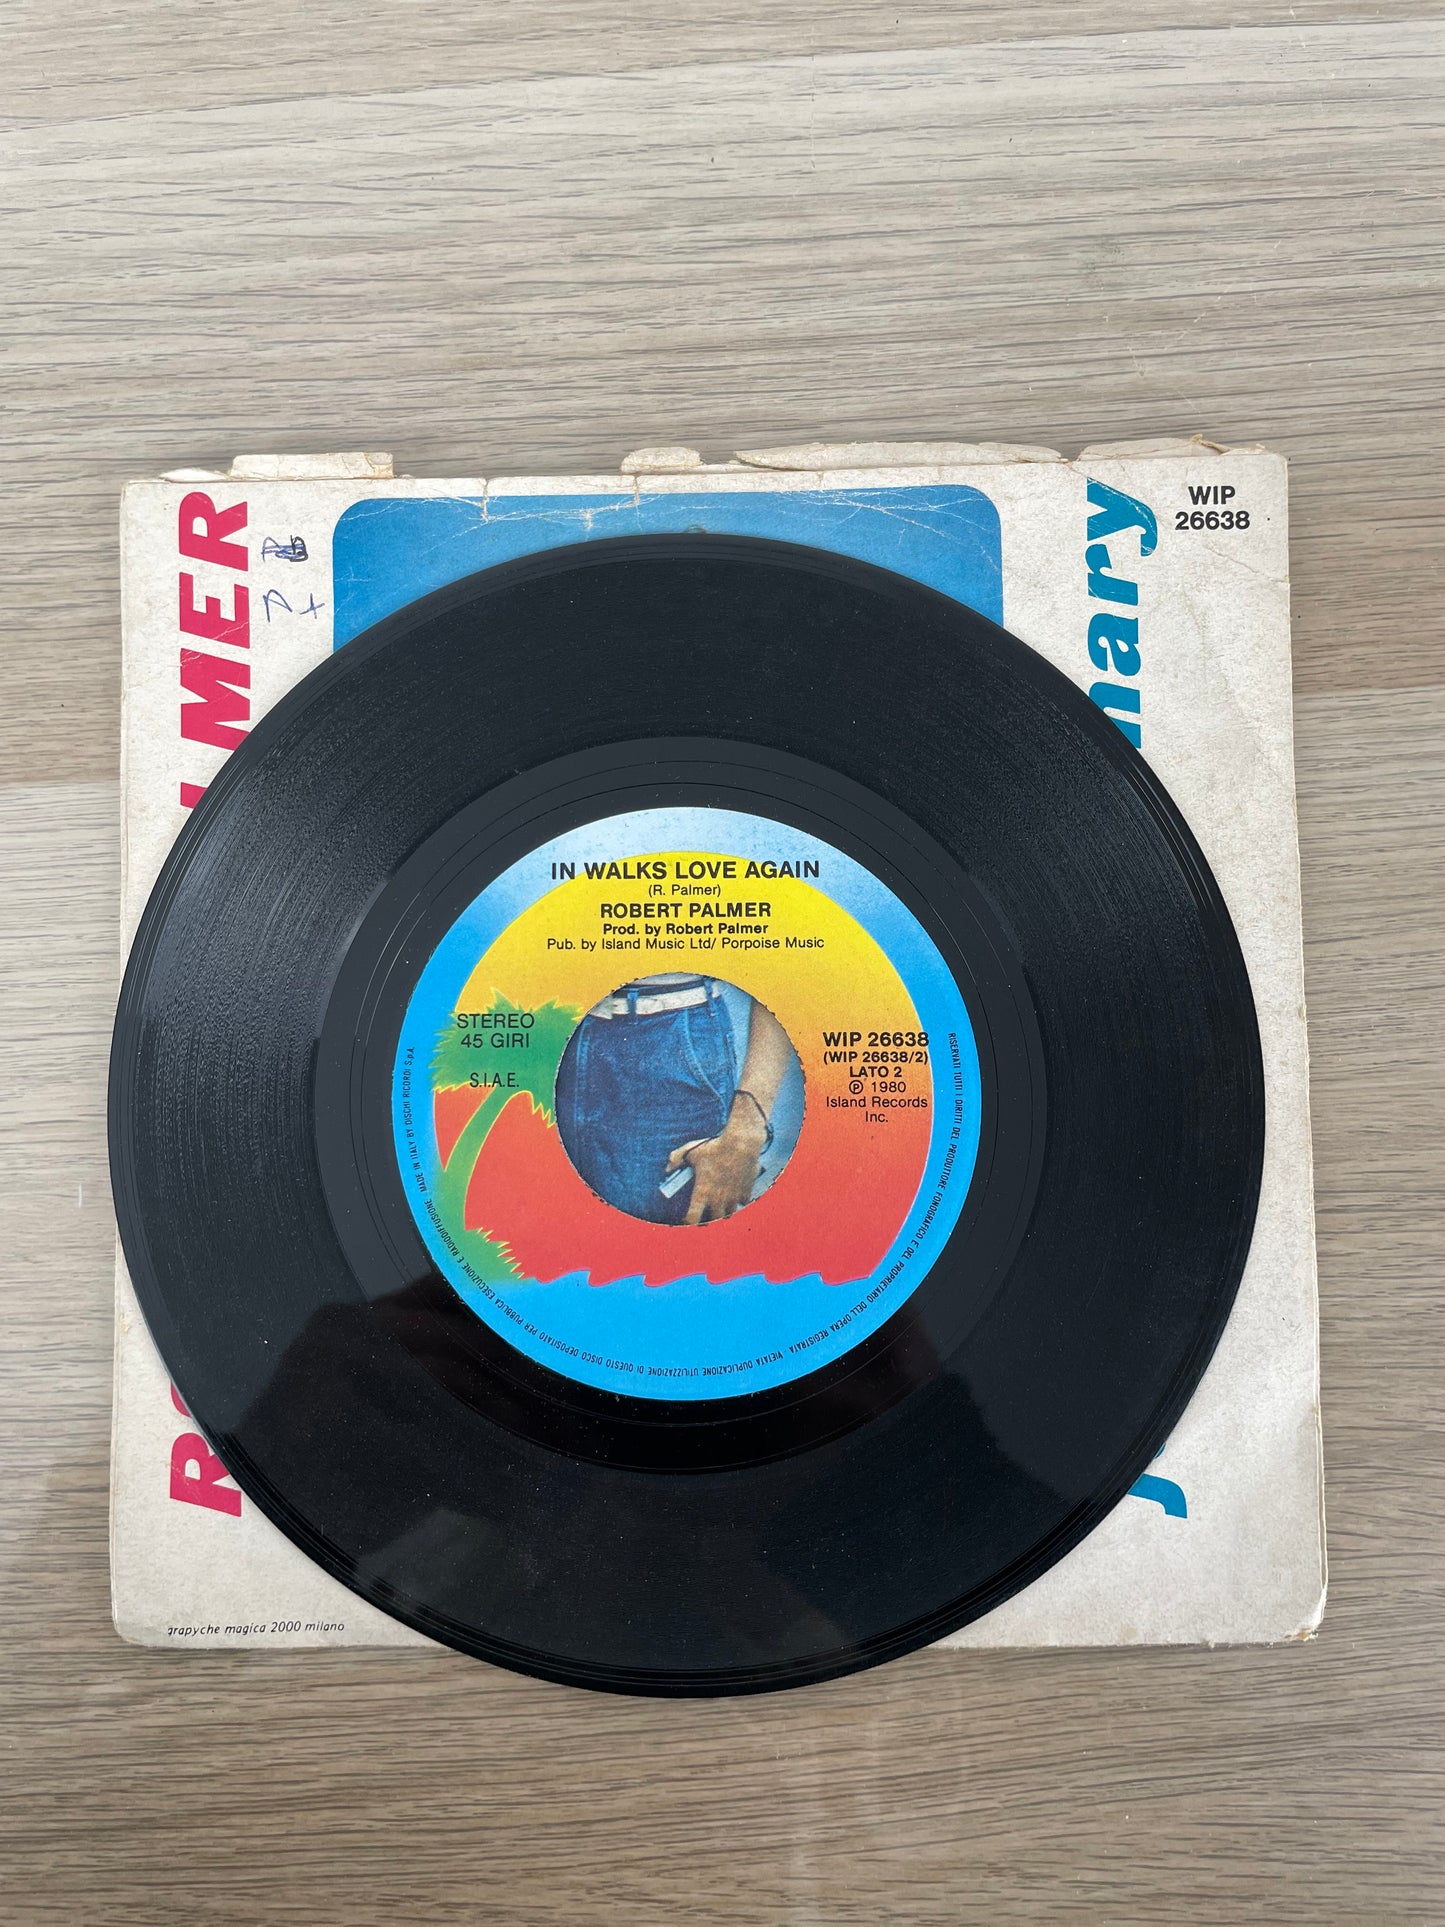 WIP
26638
LMER
R
J
nary
IN WALKS LOVE AGAIN
(R. Palmer)
ROBERT PALMER
Prod. by Robert Palmer
Pub. by Island Music Ltd/ Porpoise Music
STEREO
45 GIRI
S.I.A.E.
WIP 26638
(WIP 26638/2)
LATO 2
℗ 1980
Island Records
Inc.
MADE IN ITALY BY DISCHI RICORDI S.p.A.
RISERVATI TUTTI I DIRITTI DEL PRODUTTORE FONOGRAFICO E DEL PROPRIETARIO DELL'OPERA REGISTRATA. VIETATA DUPLICAZIONE UTILIZZAZIONE DI QUESTO DISCO DEPOSITATO PER PUBBLICA ESECUZIONE E RADIODIFFUSIONE
grapyche magica 2000 milano